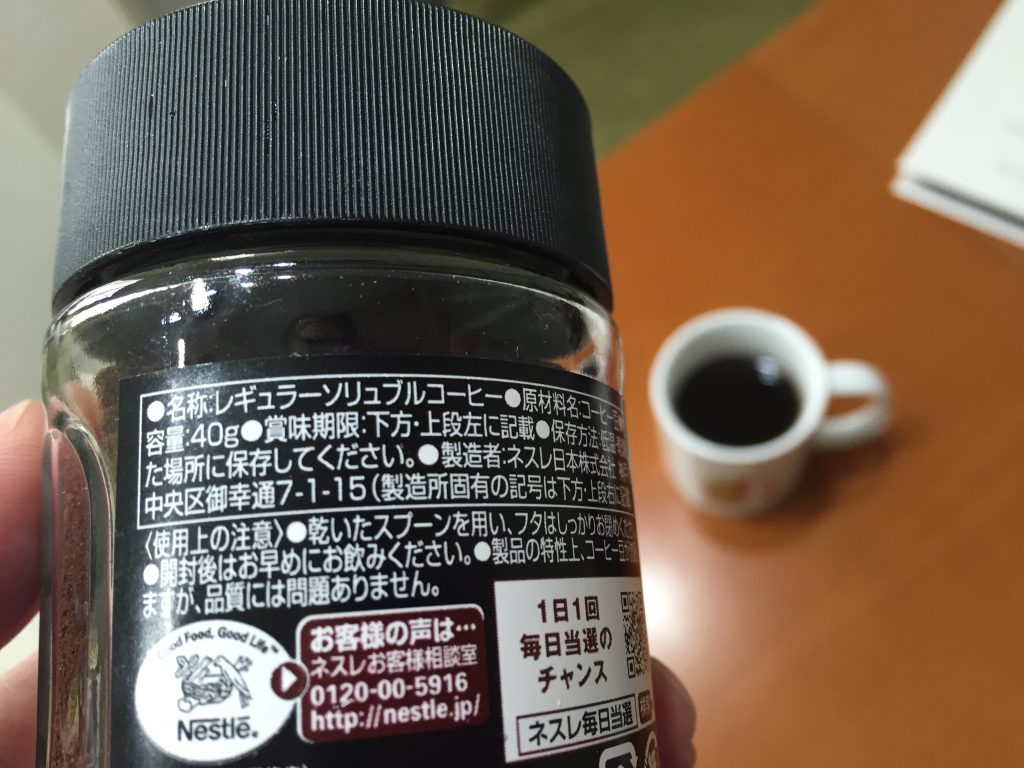 ●名称:レギュラーソリュブルコーヒー●原材料名:コーヒー豆
容量:40g●賞味期限:下方・上段左に記載●保存方法:
た場所に保存してください。●製造者:ネスレ日本株式会社
中央区御幸通7-1-15(製造所固有の記号は下方・上段右に
〈使用上の注意〉●乾いたスプーンを用い、フタはしっかりお閉めください
●開封後はお早めにお飲みください。●製品の特性上、コーヒー
ますが、品質には問題ありません。
Good Food, Good Life™
Nestlé®
お客様の声は…
ネスレお客様相談室
0120-00-5916
http://nestle.jp/
1日1回
毎日当選の
チャンス
ネスレ毎日当選